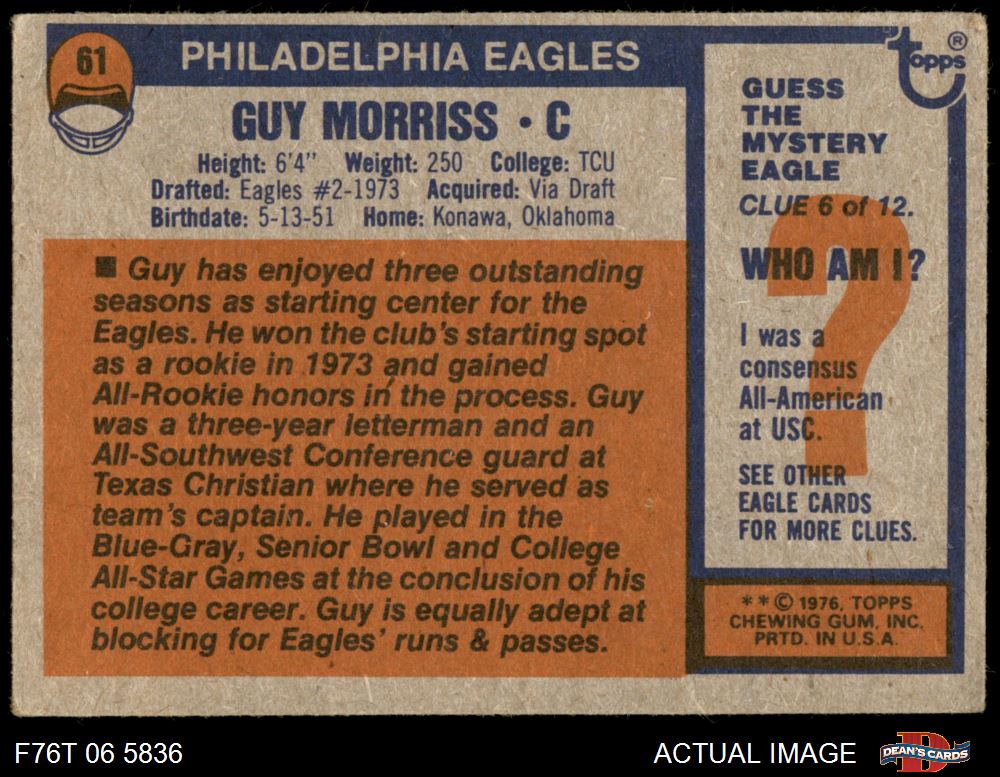 61
PHILADELPHIA EAGLES
GUY MORRISS • C
Height: 6'4" Weight: 250 College: TCU
Drafted: Eagles #2-1973 Acquired: Via Draft
Birthdate: 5-13-51 Home: Konawa, Oklahoma
■ Guy has enjoyed three outstanding
seasons as starting center for the
Eagles. He won the club's starting spot
as a rookie in 1973 and gained
All-Rookie honors in the process. Guy
was a three-year letterman and an
All-Southwest Conference guard at
Texas Christian where he served as
team's captain. He played in the
Blue-Gray, Senior Bowl and College
All-Star Games at the conclusion of his
college career. Guy is equally adept at
blocking for Eagles' runs & passes.
topps®
GUESS
THE
MYSTERY
EAGLE
CLUE 6 of 12.
WHO AM I?
?
I was a
consensus
All-American
at USC.
SEE OTHER
EAGLE CARDS
FOR MORE CLUES.
**© 1976, TOPPS
CHEWING GUM, INC.
PRTD. IN U.S.A.
F76T 06 5836
ACTUAL IMAGE
D
DEAN'S CARDS